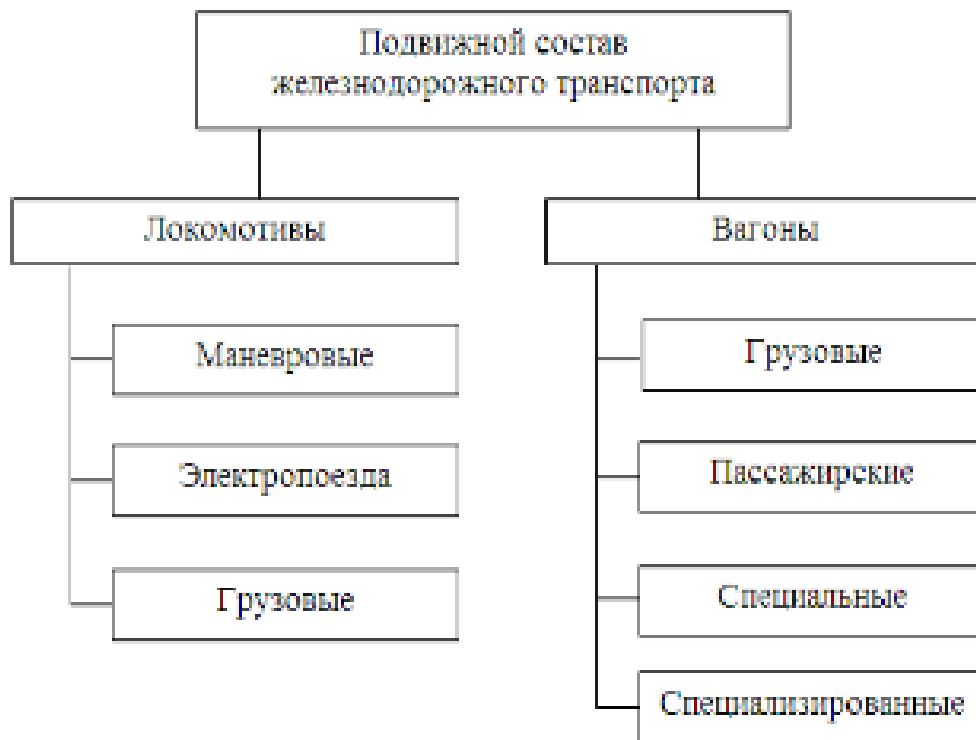 Подвижной состав
железнодорожного транспорта
Локомотивы
Вагоны
Маневровые
Грузовые
Электропоезда
Пассажирские
Грузовые
Специальные
Специализированные